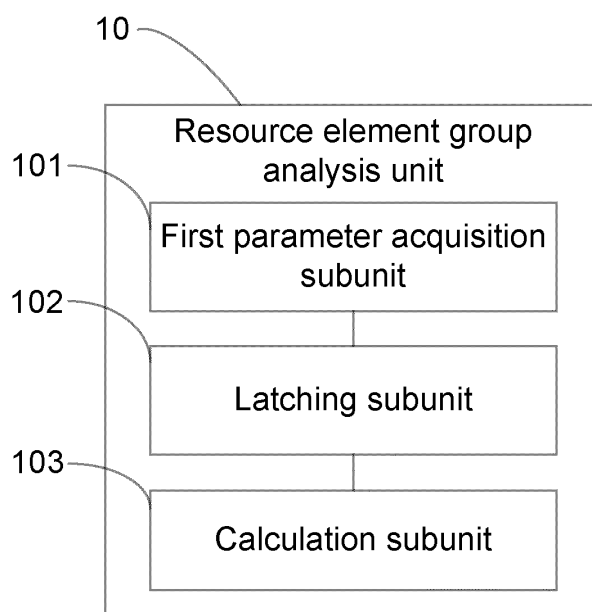 10
Resource element group
analysis unit
101
First parameter acquisition
subunit
102
Latching subunit
103
Calculation subunit